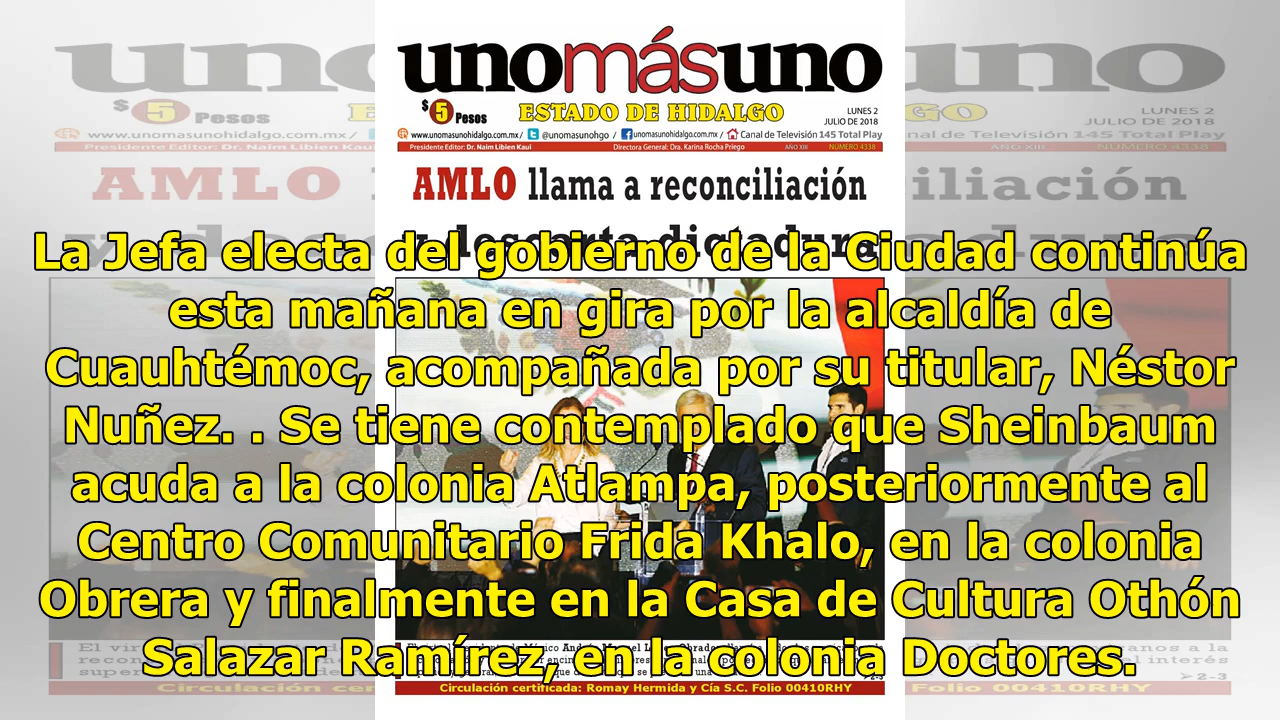 unomásuno
$5 Pesos
ESTADO DE HIDALGO
LUNES 2
JULIO DE 2018
www.unomasunohidalgo.com.mx / @unomasunohgo / unomasunohidalgo.com.mx / Canal de Televisión 145 Total Play
Presidente Editor: Dr. Naim Libien Kaui Directora General: Dra. Karina Rocha Priego AÑO XIII NUMERO 4338
AMLO llama a reconciliación
y descarta dictadura
La Jefa electa del gobierno de la Ciudad continúa
esta mañana en gira por la alcaldía de
Cuauhtémoc, acompañada por su titular, Néstor
Nuñez. . Se tiene contemplado que Sheinbaum
acuda a la colonia Atlampa, posteriormente al
Centro Comunitario Frida Khalo, en la colonia
Obrera y finalmente en la Casa de Cultura Othón
Salazar Ramírez, en la colonia Doctores.
Circulación certificada: Romay Hermida y Cía S.C. Folio 00410RHY